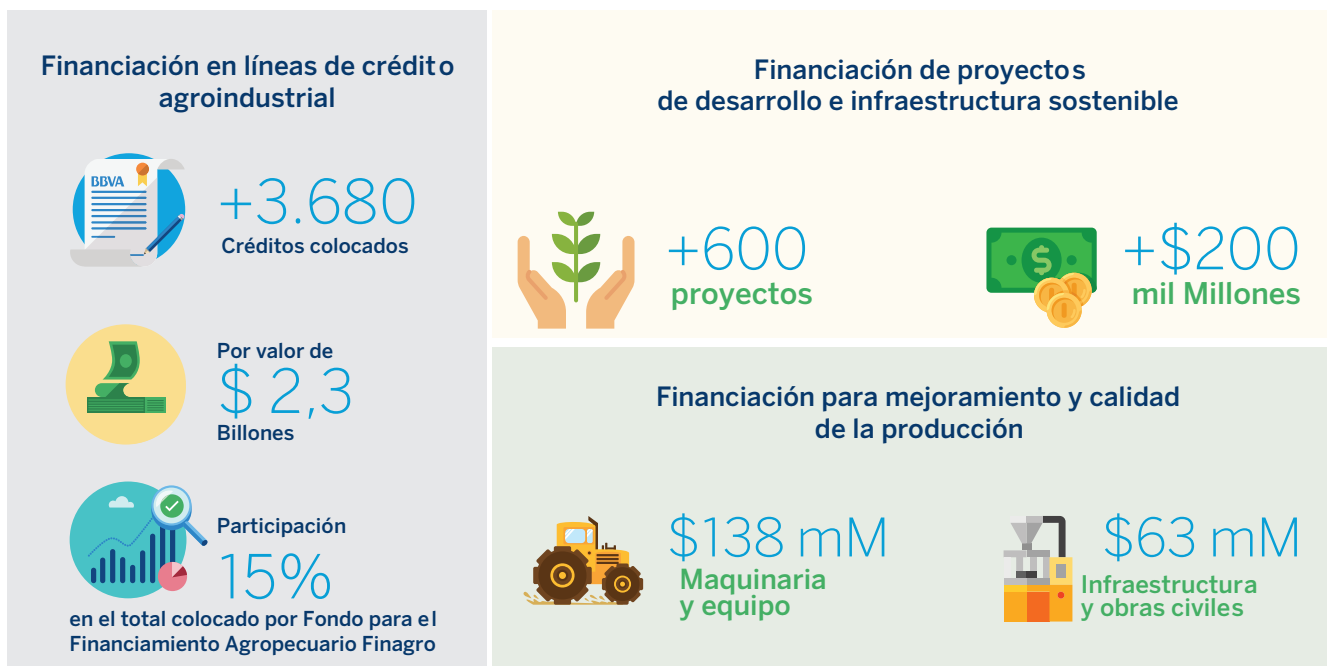 Financiación en líneas de crédito
agroindustrial
BBVA
+3.680
Créditos colocados
Por valor de
$ 2,3
Billones
Participación
15%
en el total colocado por Fondo para el
Financiamiento Agropecuario Finagro
Financiación de proyectos
de desarrollo e infraestructura sostenible
+600
proyectos
$
+$200
mil Millones
Financiación para mejoramiento y calidad
de la producción
$138 mM
Maquinaria
y equipo
$63 mM
Infraestructura
y obras civiles